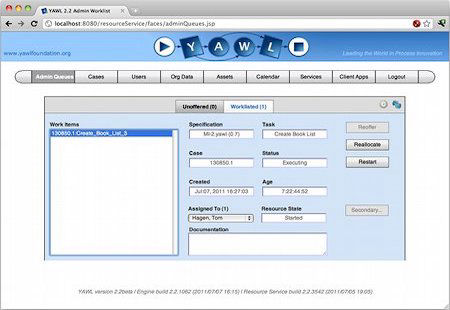 YAWL 2.2 Admin Worklist
localhost:8080/resourceService/faces/adminQueues.jsp
YAWL
www.yawlfoundation.org
Leading the World in Process Innovation
Admin Queues Cases Users Org Data Assets Calendar Services Client Apps Logout
Unoffered (0) Worklisted (1)
Work Items
130850.1:Create_Book_List_3
Specification Task
MI-2.yawl (0.7) Create Book List
Reoffer
Case Status
Reallocate
130850.1 Executing
Restart
Created Age
Jul 07, 2011 16:27:03 7:22:44:52
Assigned To (1) Resource State
Hagen, Tom Started
Secondary...
Documentation
YAWL version 2.2beta / Engine build 2.2.1062 (2011/07/07 16:15) / Resource Service build 2.2.3542 (2011/07/05 19:05)